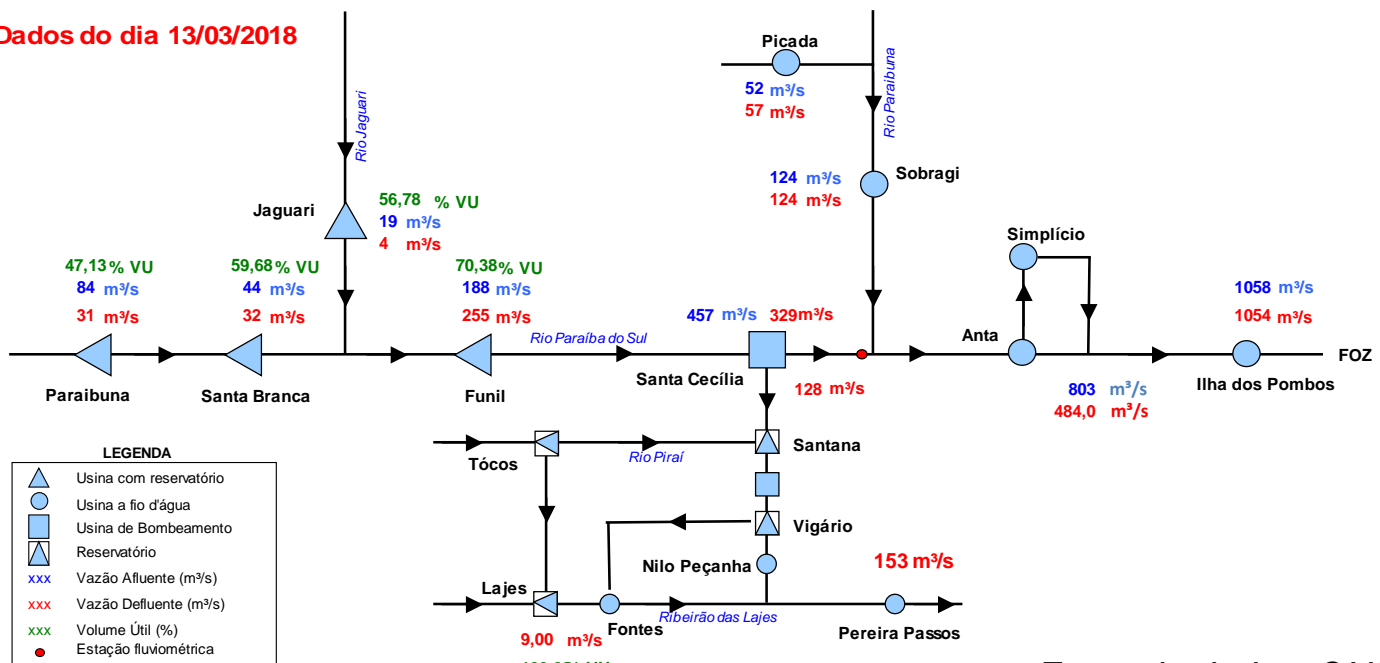 Dados do dia 13/03/2018
Picada
52 m³/s
57 m³/s
Rio Paraibuna
Rio Jaguari
124 m³/s
124 m³/s
Sobragi
Jaguari
56,78 % VU
19 m³/s
4 m³/s
Simplício
47,13% VU
84 m³/s
31 m³/s
59,68% VU
44 m³/s
32 m³/s
70,38% VU
188 m³/s
255 m³/s
1058 m³/s
1054 m³/s
Rio Paraíba do Sul
457 m³/s 329m³/s
Anta
FOZ
Paraibuna
Santa Branca
Funil
Santa Cecília
128 m³/s
803 m³/s
484,0 m³/s
Ilha dos Pombos
LEGENDA
Usina com reservatório
Usina a fio d'água
Usina de Bombeamento
Reservatório
xxx Vazão Afluente (m³/s)
xxx Vazão Defluente (m³/s)
xxx Volume Útil (%)
Estação fluviométrica
Tócos
Rio Piraí
Santana
Vigário
Nilo Peçanha
153 m³/s
Lajes
Fontes
Ribeirão das Lajes
Pereira Passos
9,00 m³/s